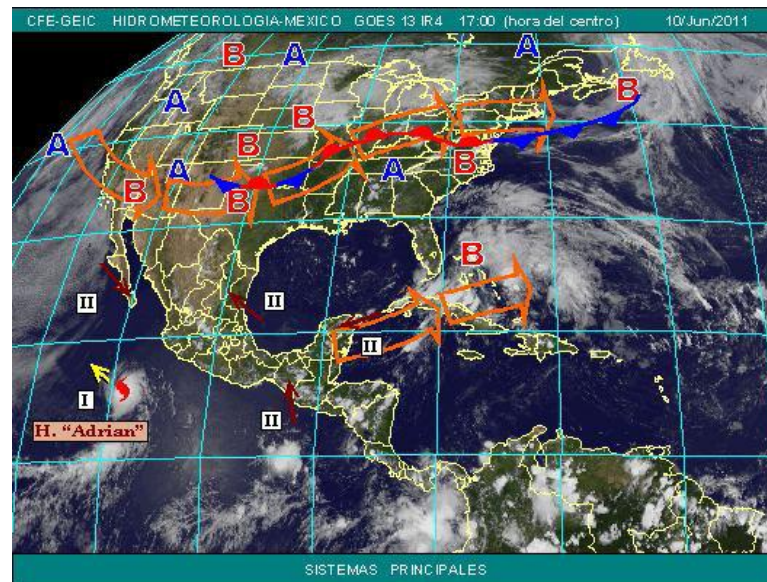 CFE-GEIC HIDROMETEOROLOGIA-MEXICO GOES 13 IR4 17:00 (hora del centro) 10/Jun/2011
B A A
A B B
A A B B A B
B B
B
II II
II
I II
H. "Adrian"
SISTEMAS PRINCIPALES